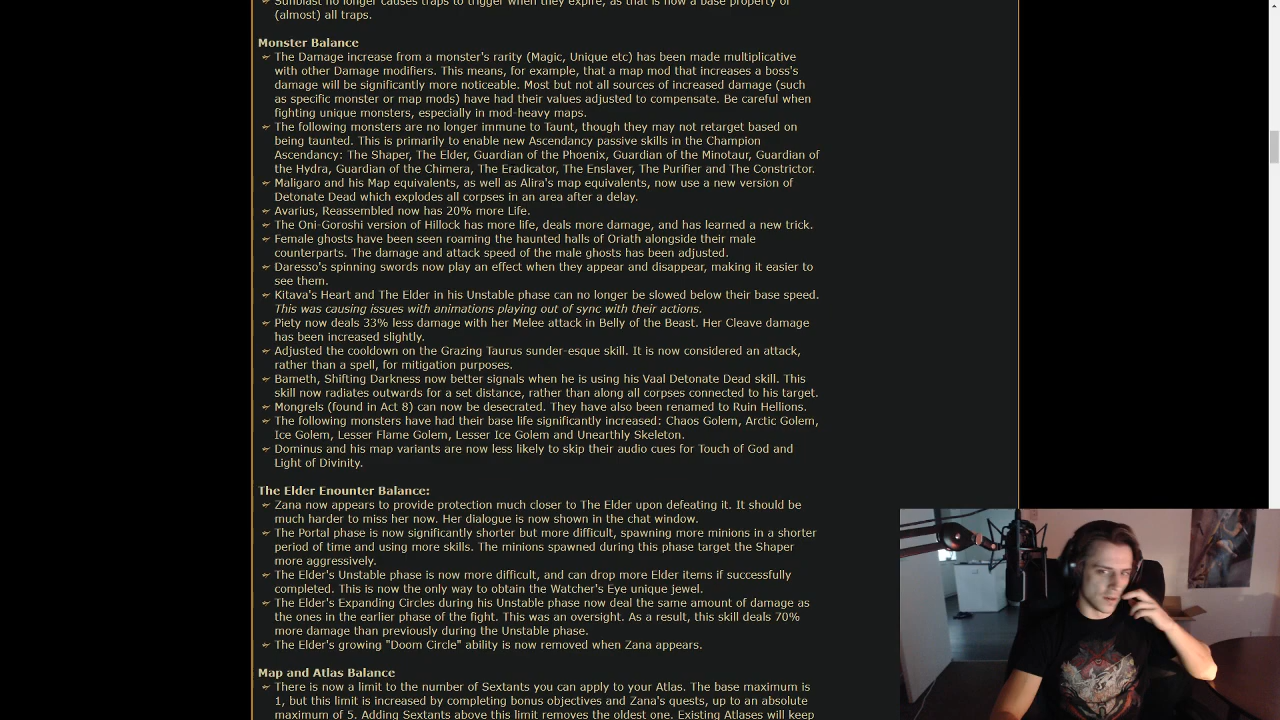 Sunblast no longer causes traps to trigger when they expire, as that is now a base property of
(almost) all traps.
Monster Balance
The Damage increase from a monster's rarity (Magic, Unique etc) has been made multiplicative
with other Damage modifiers. This means, for example, that a map mod that increases a boss's
damage will be significantly more noticeable. Most but not all sources of increased damage (such
as specific monster or map mods) have had their values adjusted to compensate. Be careful when
fighting unique monsters, especially in mod-heavy maps.
The following monsters are no longer immune to Taunt, though they may not retarget based on
being taunted. This is primarily to enable new Ascendancy passive skills in the Champion
Ascendancy: The Shaper, The Elder, Guardian of the Phoenix, Guardian of the Minotaur, Guardian of
the Hydra, Guardian of the Chimera, The Eradicator, The Enslaver, The Purifier and The Constrictor.
Maligaro and his Map equivalents, as well as Alira's map equivalents, now use a new version of
Detonate Dead which explodes all corpses in an area after a delay.
Avarius, Reassembled now has 20% more Life.
The Oni-Goroshi version of Hillock has more life, deals more damage, and has learned a new trick.
Female ghosts have been seen roaming the haunted halls of Oriath alongside their male
counterparts. The damage and attack speed of the male ghosts has been adjusted.
Daresso's spinning swords now play an effect when they appear and disappear, making it easier to
see them.
Kitava's Heart and The Elder in his Unstable phase can no longer be slowed below their base speed.
This was causing issues with animations playing out of sync with their actions.
Piety now deals 33% less damage with her Melee attack in Belly of the Beast. Her Cleave damage
has been increased slightly.
Adjusted the cooldown on the Grazing Taurus sunder-esque skill. It is now considered an attack,
rather than a spell, for mitigation purposes.
Bameth, Shifting Darkness now better signals when he is using his Vaal Detonate Dead skill. This
skill now radiates outwards for a set distance, rather than along all corpses connected to his target.
Mongrels (found in Act 8) can now be desecrated. They have also been renamed to Ruin Hellions.
The following monsters have had their base life significantly increased: Chaos Golem, Arctic Golem,
Ice Golem, Lesser Flame Golem, Lesser Ice Golem and Unearthly Skeleton.
Dominus and his map variants are now less likely to skip their audio cues for Touch of God and
Light of Divinity.
The Elder Enounter Balance:
Zana now appears to provide protection much closer to The Elder upon defeating it. It should be
much harder to miss her now. Her dialogue is now shown in the chat window.
The Portal phase is now significantly shorter but more difficult, spawning more minions in a shorter
period of time and using more skills. The minions spawned during this phase target the Shaper
more aggressively.
The Elder's Unstable phase is now more difficult, and can drop more Elder items if successfully
completed. This is now the only way to obtain the Watcher's Eye unique jewel.
The Elder's Expanding Circles during his Unstable phase now deal the same amount of damage as
the ones in the earlier phase of the fight. This was an oversight. As a result, this skill deals 70%
more damage than previously during the Unstable phase.
The Elder's growing "Doom Circle" ability is now removed when Zana appears.
Map and Atlas Balance
There is now a limit to the number of Sextants you can apply to your Atlas. The base maximum is
1, but this limit is increased by completing bonus objectives and Zana's quests, up to an absolute
maximum of 5. Adding Sextants above this limit removes the oldest one. Existing Atlases will keep